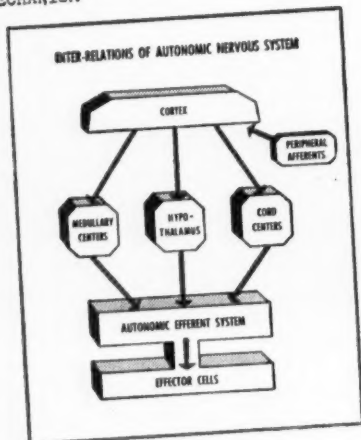 INTER-RELATIONS OF AUTONOMIC NERVOUS SYSTEM
CORTEX
PERIPHERAL
AFFERENTS
MEDULLARY
CENTERS
HYPO-
THALAMUS
CORD
CENTERS
AUTONOMIC EFFERENT SYSTEM
EFFECTOR CELLS